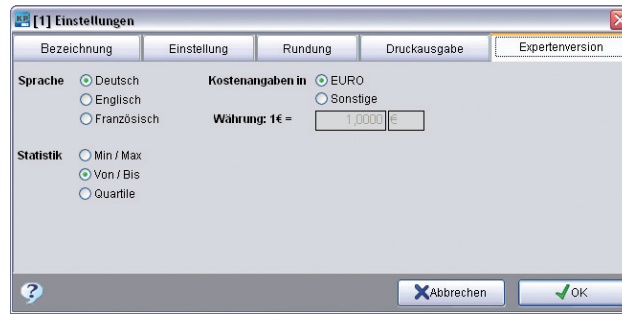 KP [1] Einstellungen
Bezeichnung Einstellung Rundung Druckausgabe Expertenversion
Sprache Deutsch Kostenangaben in EURO
Englisch Sonstige
Französisch Währung: 1€ = 1,0000 €
Statistik Min / Max
Von / Bis
Quartile
? Abbrechen OK